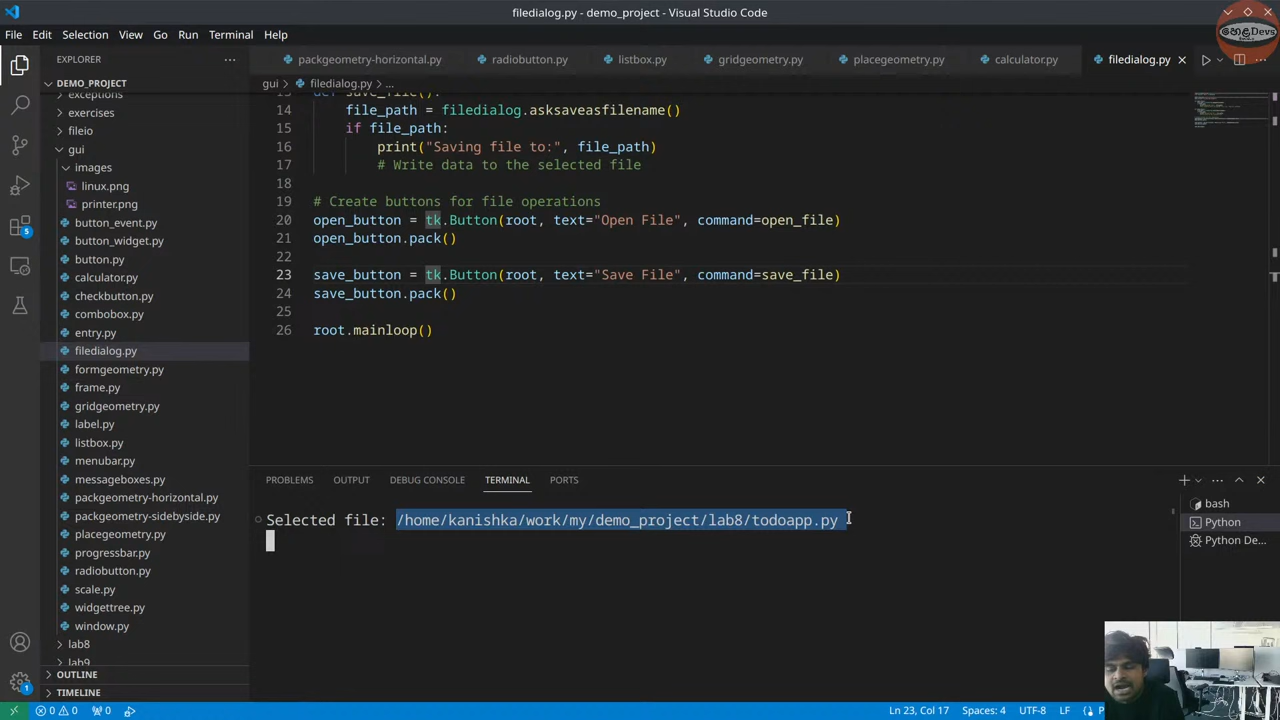 filedialog.py - demo_project - Visual Studio Code
හෙළDevs
File Edit Selection View Go Run Terminal Help
EXPLORER
packgeometry-horizontal.py radiobutton.py listbox.py gridgeometry.py placegeometry.py calculator.py filedialog.py
DEMO_PROJECT
gui > filedialog.py > ...
exceptions
exercises
fileio
gui
images
linux.png
printer.png
button_event.py
button_widget.py
button.py
calculator.py
checkbutton.py
combobox.py
entry.py
filedialog.py
formgeometry.py
frame.py
gridgeometry.py
label.py
listbox.py
menubar.py
messageboxes.py
packgeometry-horizontal.py
packgeometry-sidebyside.py
placegeometry.py
progressbar.py
radiobutton.py
scale.py
widgettree.py
window.py
lab8
lab9
OUTLINE
TIMELINE
13 def save_file():
14 file_path = filedialog.asksaveasfilename()
15 if file_path:
16 print("Saving file to:", file_path)
17 # Write data to the selected file
18
19 # Create buttons for file operations
20 open_button = tk.Button(root, text="Open File", command=open_file)
21 open_button.pack()
22
23 save_button = tk.Button(root, text="Save File", command=save_file)
24 save_button.pack()
25
26 root.mainloop()
PROBLEMS OUTPUT DEBUG CONSOLE TERMINAL PORTS
Selected file: /home/kanishka/work/my/demo_project/lab8/todoapp.py
bash
Python
Python De...
5
1
0 0 0 Ln 23, Col 17 Spaces: 4 UTF-8 LF